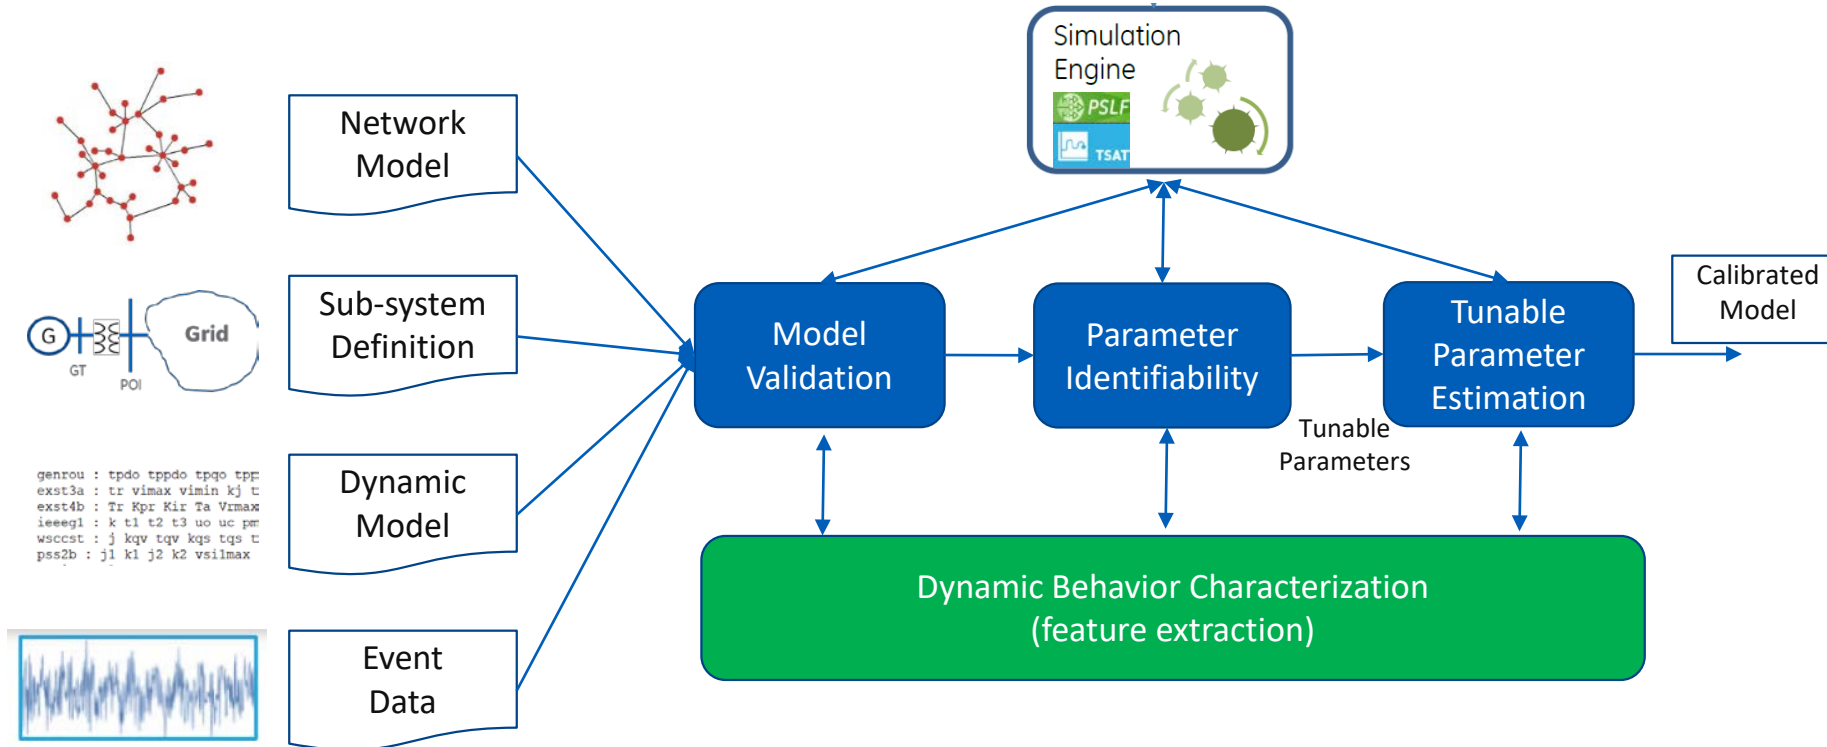 Simulation
Engine
PSLF
TSAT
Network
Model
Sub-system
Definition
G
GT
POI
Grid
Dynamic
Model
genrou : tpdo tppdo tpqo
exst3a : tr vimax vimin kj
exst4b : Tr Kpr Kir Ta Vrmax
ieeeg1 : k t1 t2 t3 uo uc
wsccst : j kqv tqv kqs tqs
pss2b : j1 k1 j2 k2 vsi1max
Event
Data
Model
Validation
Parameter
Identifiability
Tunable
Parameter
Estimation
Tunable
Parameters
Calibrated
Model
Dynamic Behavior Characterization
(feature extraction)